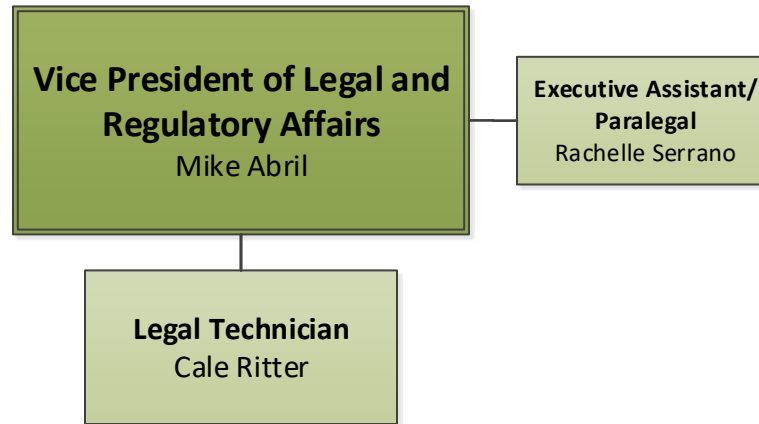 Vice President of Legal and
Regulatory Affairs
Mike Abril
Executive Assistant/
Paralegal
Rachelle Serrano
Legal Technician
Cale Ritter